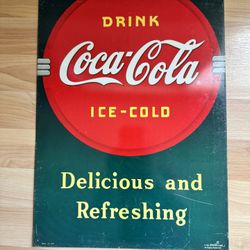 DRINK
Coca-Cola
ICE-COLD
Delicious and
Refreshing